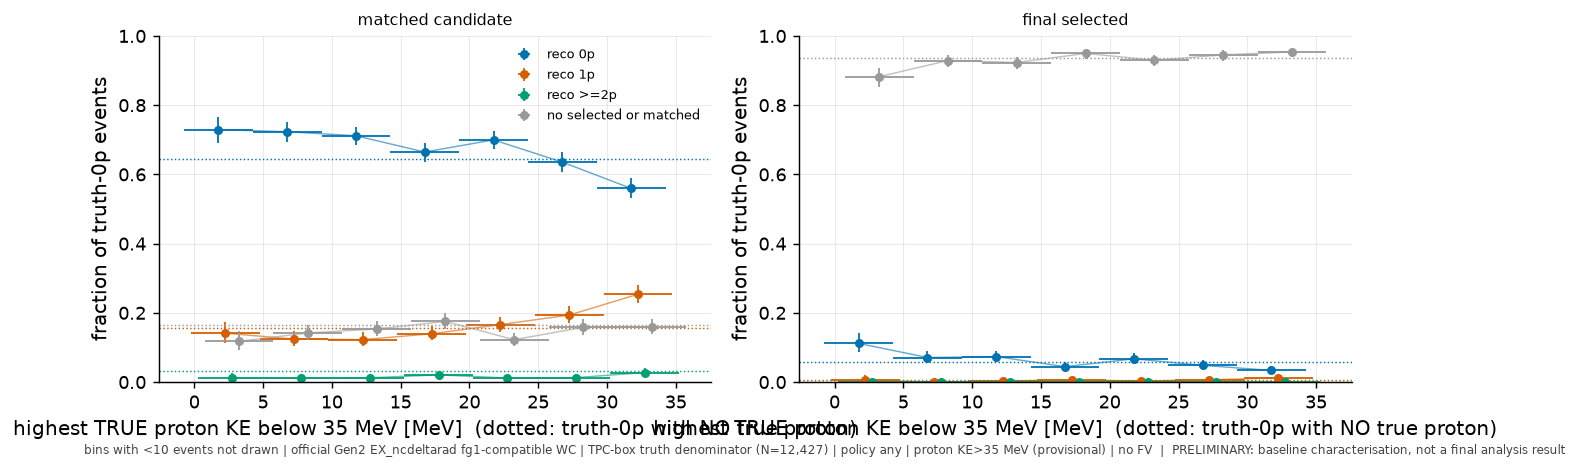 matched candidate
final selected
fraction of truth-0p events
1.0
0.8
0.6
0.4
0.2
0.0
reco 0p
reco 1p
reco >=2p
no selected or matched
0 5 10 15 20 25 30 35
fraction of truth-0p events
1.0
0.8
0.6
0.4
0.2
0.0
0 5 10 15 20 25 30 35
highest TRUE proton KE below 35 MeV [MeV] (dotted: truth-0p with NO true proton)
highest TRUE proton KE below 35 MeV [MeV] (dotted: truth-0p with NO true proton)
bins with <10 events not drawn | official Gen2 EX_ncdeltarad fg1-compatible WC | TPC-box truth denominator (N=12,427) | policy any | proton KE>35 MeV (provisional) | no FV | PRELIMINARY: baseline characterisation, not a final analysis result